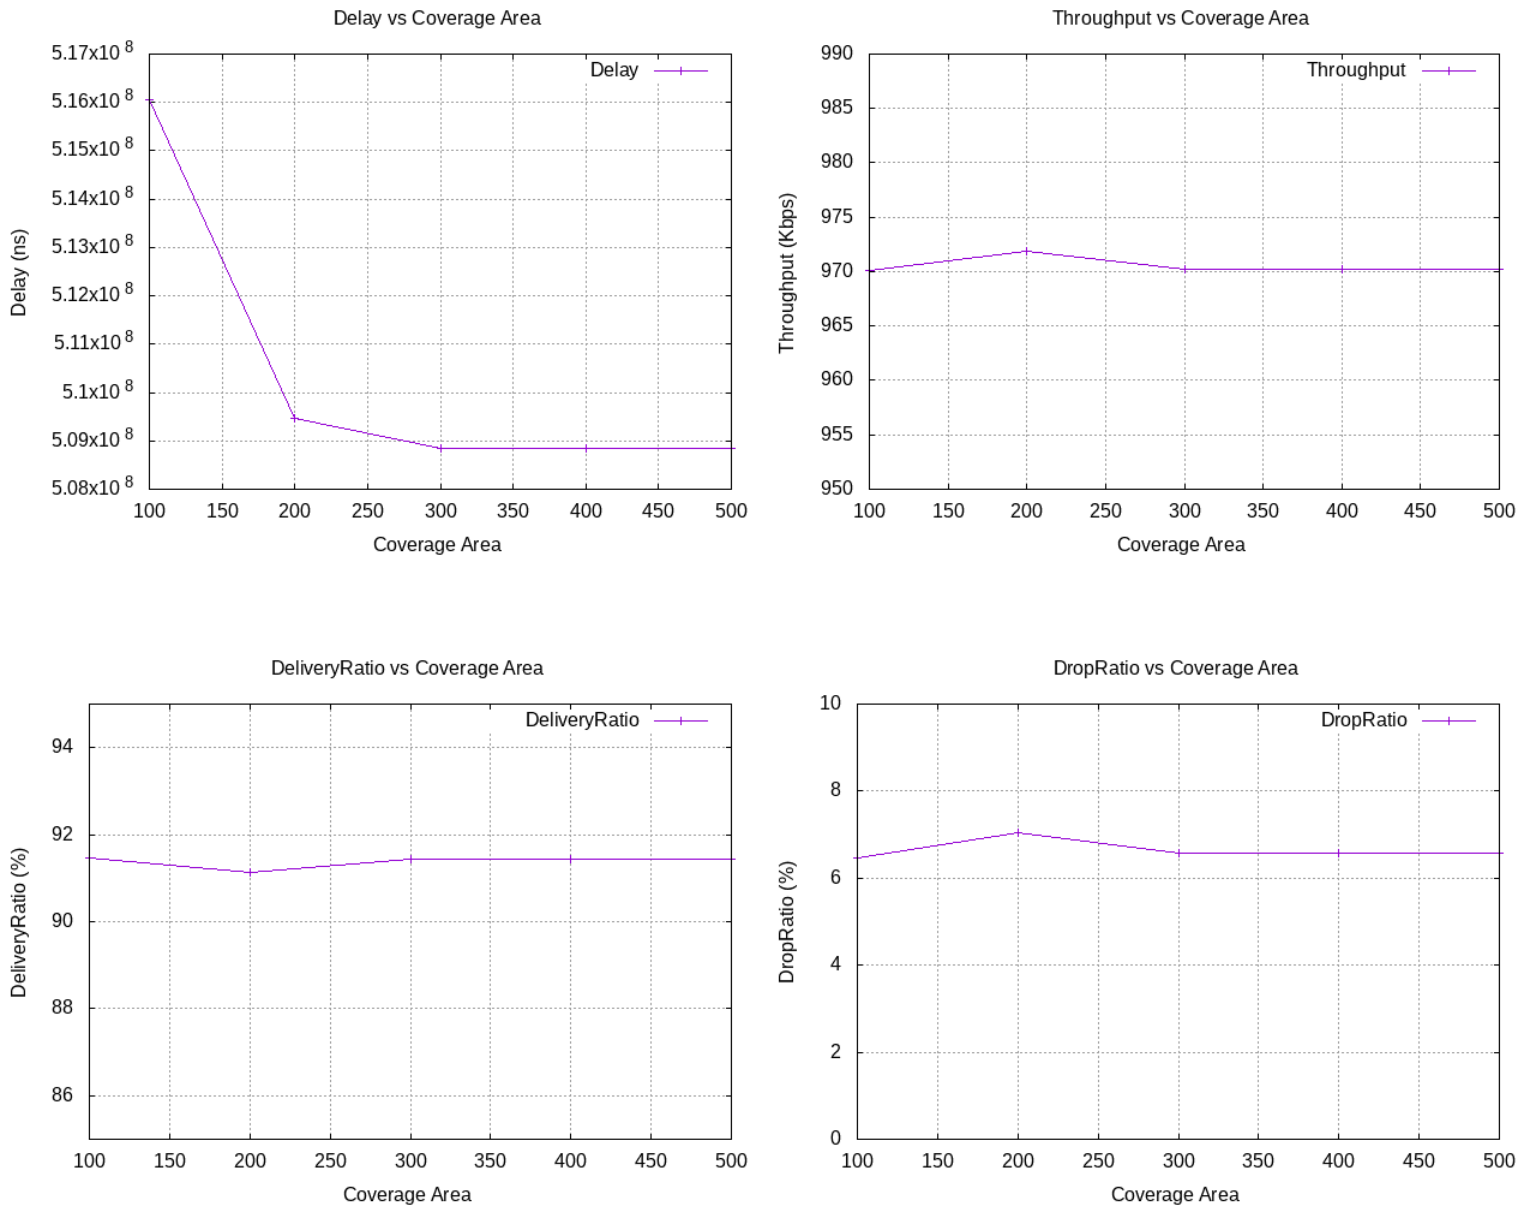 Delay vs Coverage Area
5.17x10 8
5.16x10 8
5.15x10 8
5.14x10 8
5.13x10 8
5.12x10 8
5.11x10 8
5.1x10 8
5.09x10 8
5.08x10 8
Delay (ns)
Delay
100 150 200 250 300 350 400 450 500
Coverage Area
Throughput vs Coverage Area
990
985
980
975
970
965
960
955
950
Throughput (Kbps)
Throughput
100 150 200 250 300 350 400 450 500
Coverage Area
DeliveryRatio vs Coverage Area
94
92
90
88
86
DeliveryRatio (%)
DeliveryRatio
100 150 200 250 300 350 400 450 500
Coverage Area
DropRatio vs Coverage Area
10
8
6
4
2
0
DropRatio (%)
DropRatio
100 150 200 250 300 350 400 450 500
Coverage Area